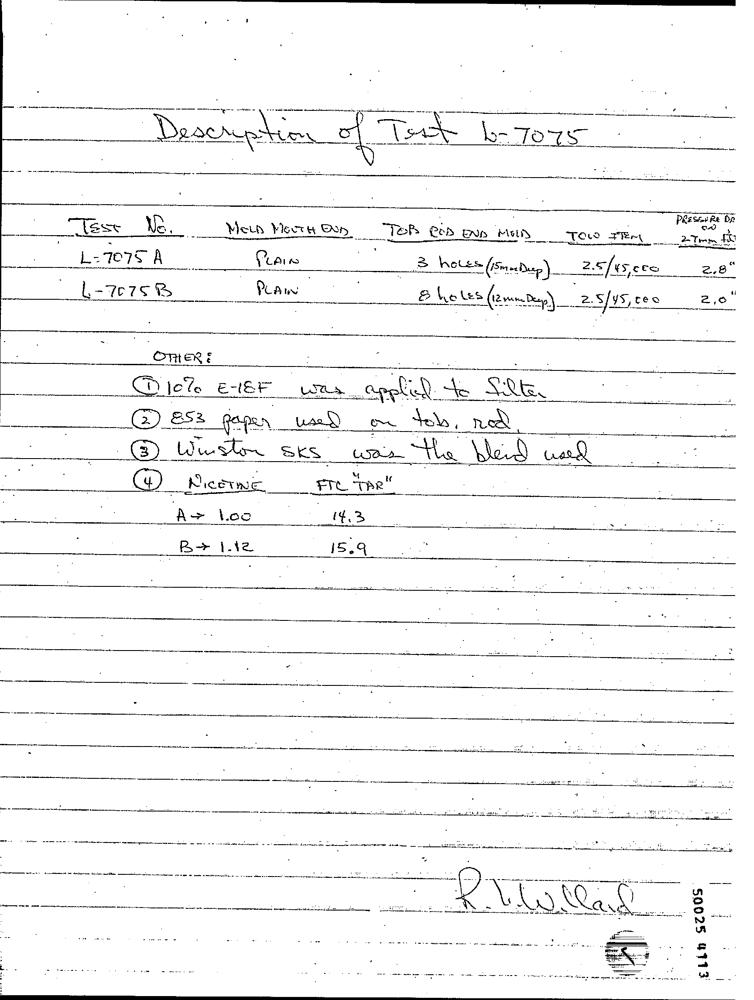 Description of Test L-7075
PRESSURE DR
ON
TEST No. MOLD MOUTH END TOB ROD END MOLD TOW ITEM 27mm
L-7075 A PLAIN 3 holes (15mm Deep) 2.5/45,000 2.8"
L-7075 B PLAIN 8 holes (12mm Deep) 2.5/45,000 2.0"
OTHER:
① 10% E-18F was applied to filter
② 853 paper used on tob. rod.
③ Winston SKS was the blend used
④ NICOTINE FTC "TAR"
A → 1.00 14.3
B → 1.12 15.9
R. L. Willard
50025 4113